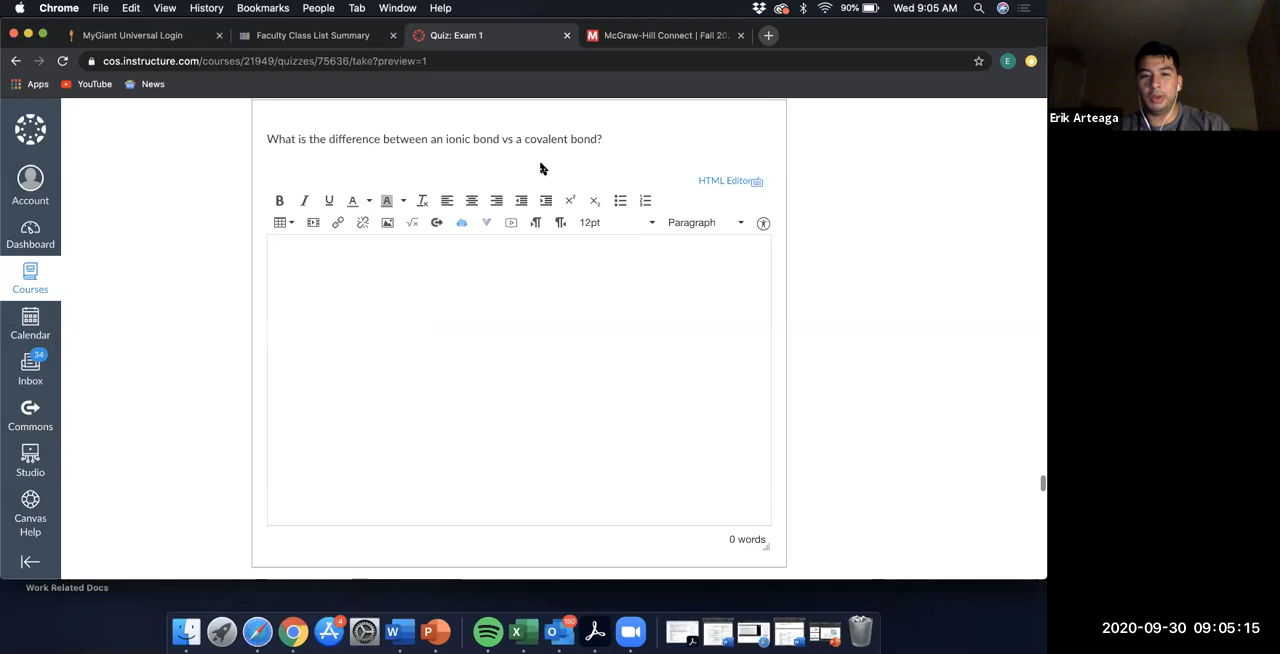 Chrome File Edit View History Bookmarks People Tab Window Help 4 90% Wed 9:05 AM
MyGiant Universal Login Faculty Class List Summary Quiz: Exam 1 McGraw-Hill Connect | Fall 20
cos.instructure.com/courses/21949/quizzes/75636/take?preview=1 E
Apps YouTube News
Account
Dashboard
Courses
Calendar
34
Inbox
Commons
Studio
Canvas
Help
What is the difference between an ionic bond vs a covalent bond?
HTML Editor
B I U A A
12pt Paragraph
0 words
Erik Arteaga
Work Related Docs
4 150
2020-09-30 09:05:15